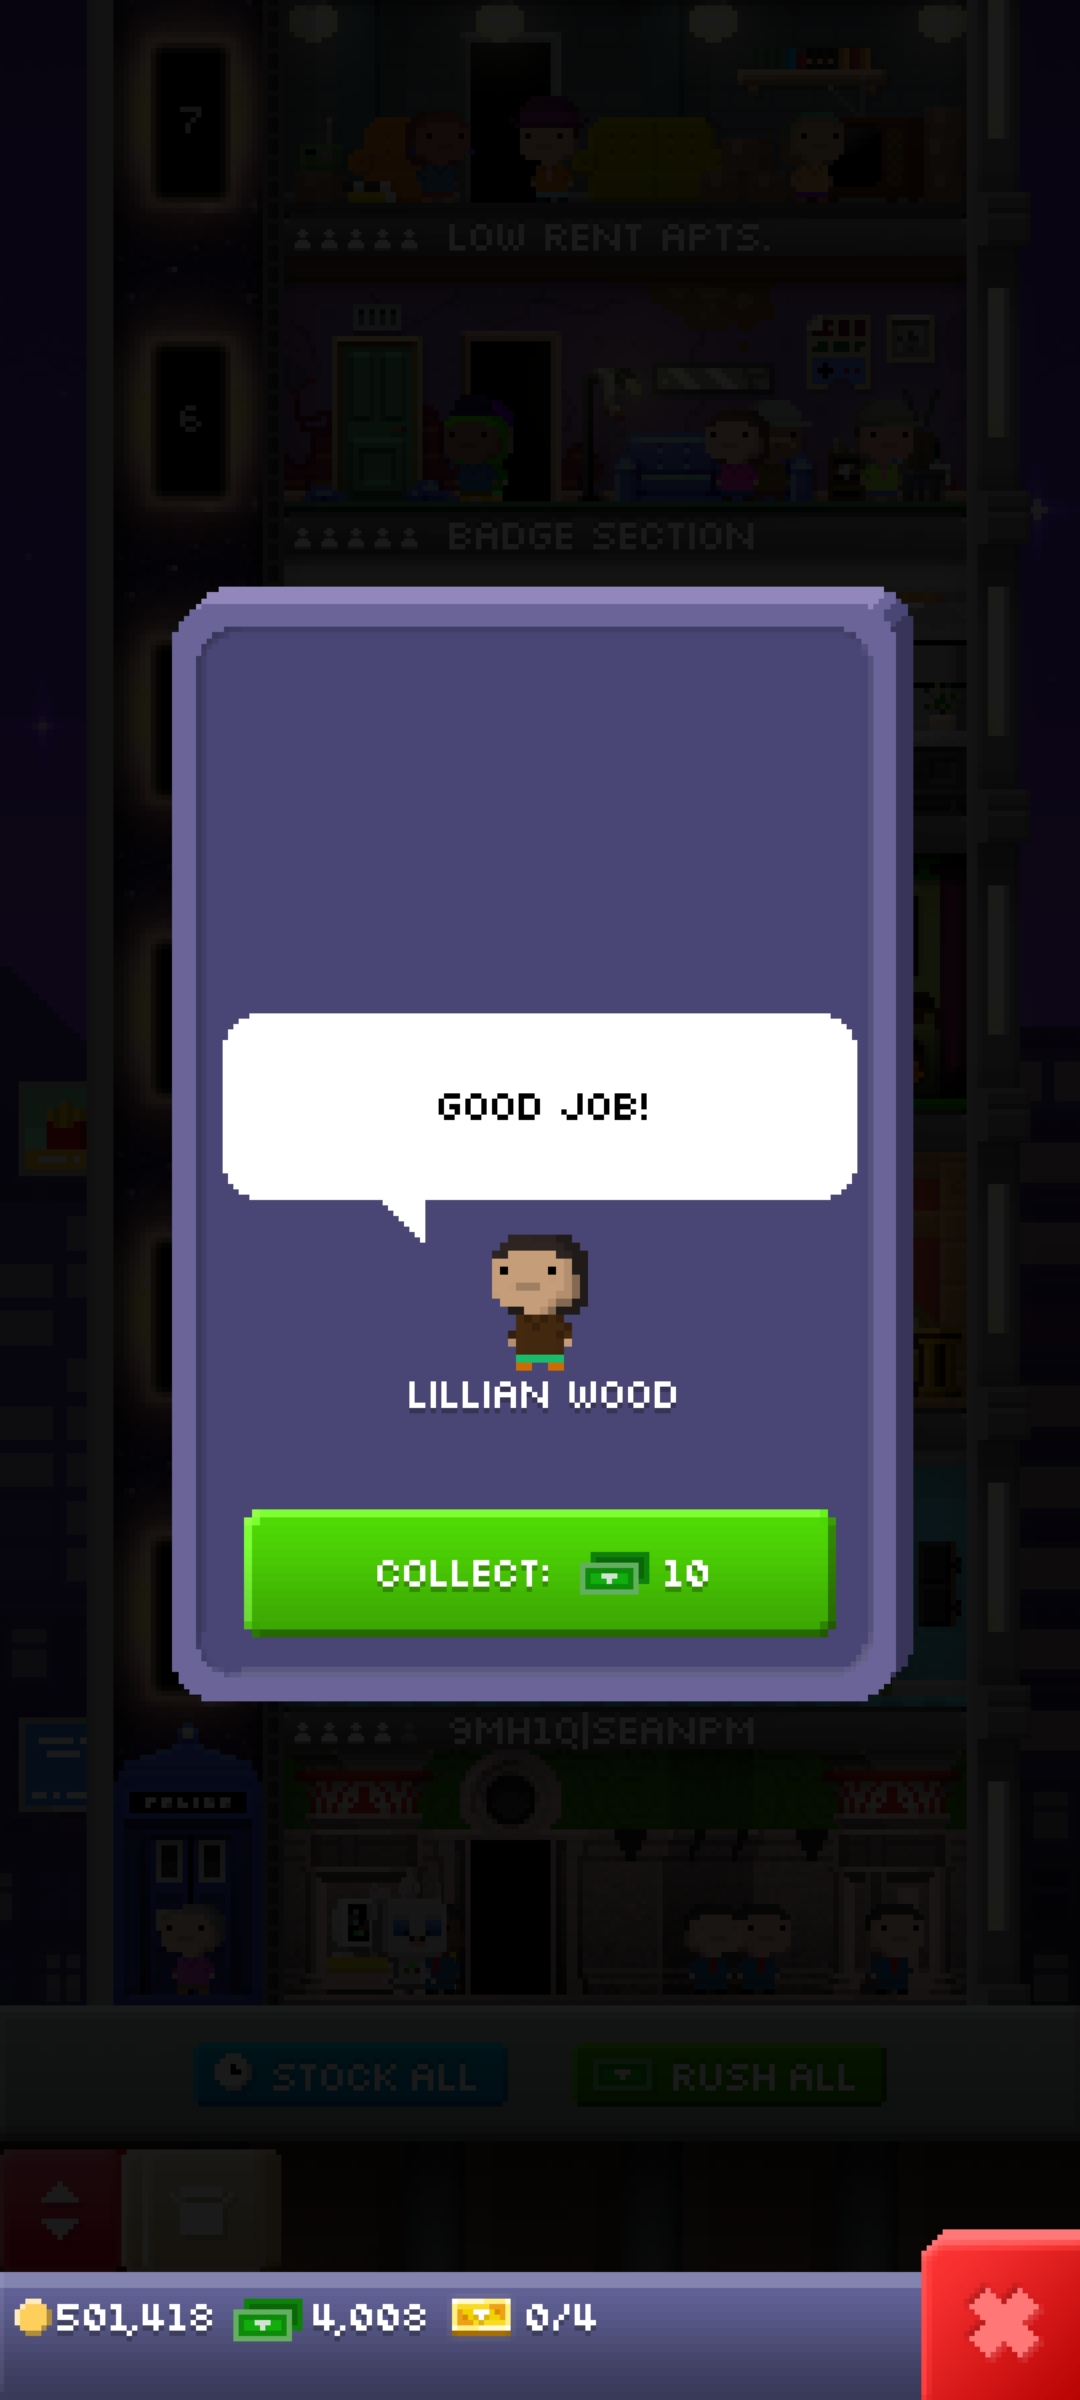 7
LOW RENT APTS.
6
BADGE SECTION
GOOD JOB!
LILLIAN WOOD
COLLECT: 10
9MH1Q|SEANPM
POLICE
STOCK ALL
RUSH ALL
501,418 4,008 0/4